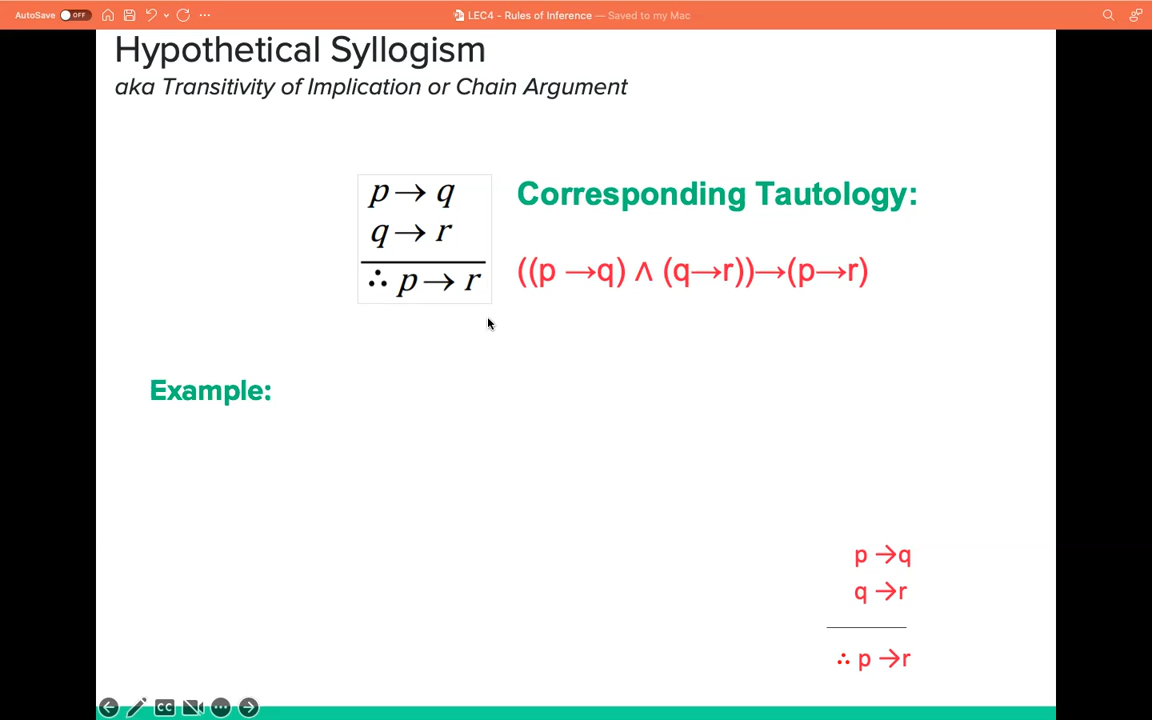 AutoSave OFF LEC4 - Rules of Inference — Saved to my Mac
Hypothetical Syllogism
aka Transitivity of Implication or Chain Argument
p → q
q → r
∴ p → r
Corresponding Tautology:
((p →q) ∧ (q→r))→(p→r)
Example:
p →q
q →r
∴ p →r
CC